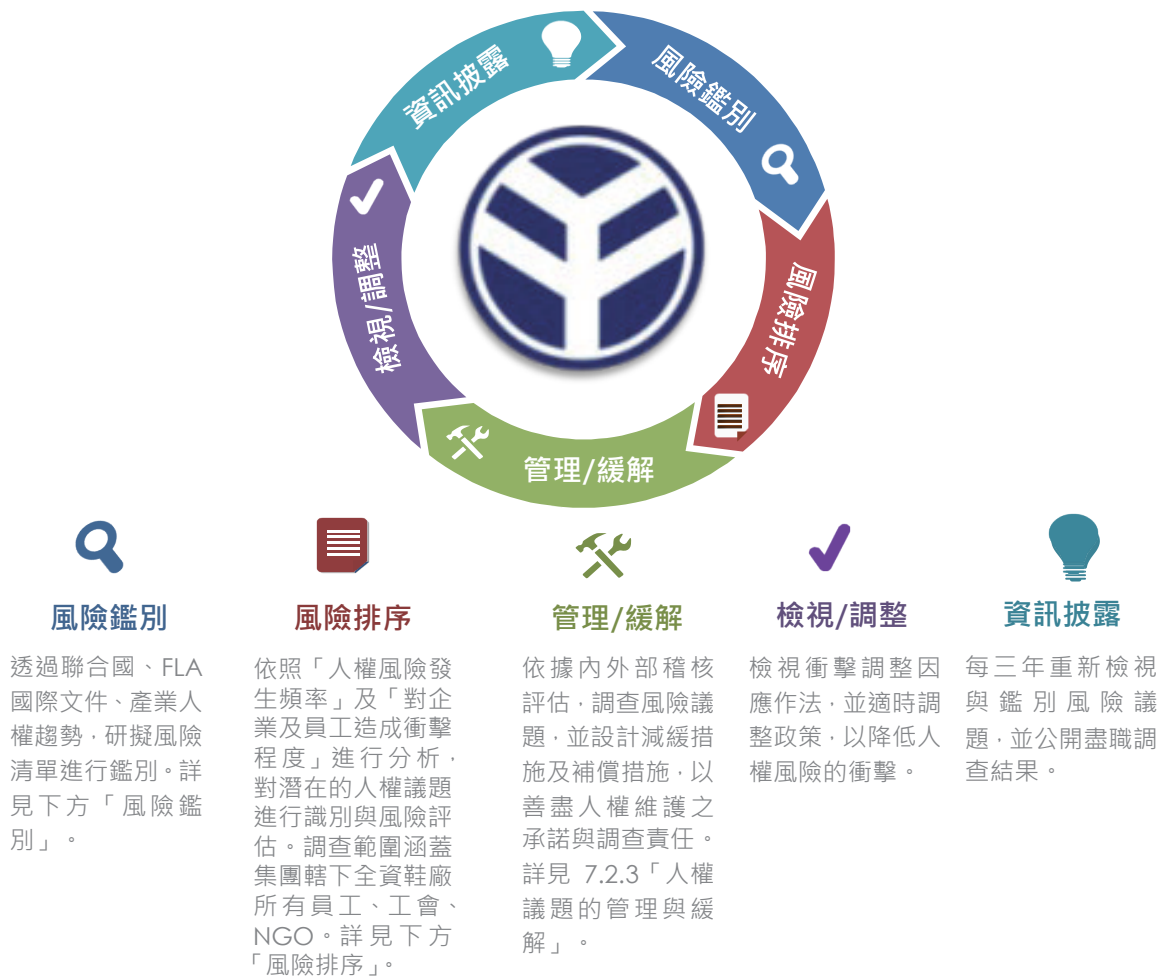 資訊披露
風險鑑別
風險排序
管理/緩解
檢視/調整
風險鑑別
透過聯合國、FLA
國際文件、產業人
權趨勢，研擬風險
清單進行鑑別。詳
見下方「風險鑑
別」。
風險排序
依照「人權風險發
生頻率」及「對企
業及員工造成衝擊
程度」進行分析，
對潛在的人權議題
進行識別與風險評
估。調查範圍涵蓋
集團轄下全資鞋廠
所有員工、工會、
NGO。詳見下方
「風險排序」。
管理/緩解
依據內外部稽核
評估，調查風險議
題，並設計減緩措
施及補償措施，以
善盡人權維護之
承諾與調查責任。
詳見 7.2.3「人權
議題的管理與緩
解」。
檢視/調整
檢視衝擊調整因
應作法，並適時調
整政策，以降低人
權風險的衝擊。
資訊披露
每三年重新檢視
與鑑別風險議
題，並公開盡職調
查結果。